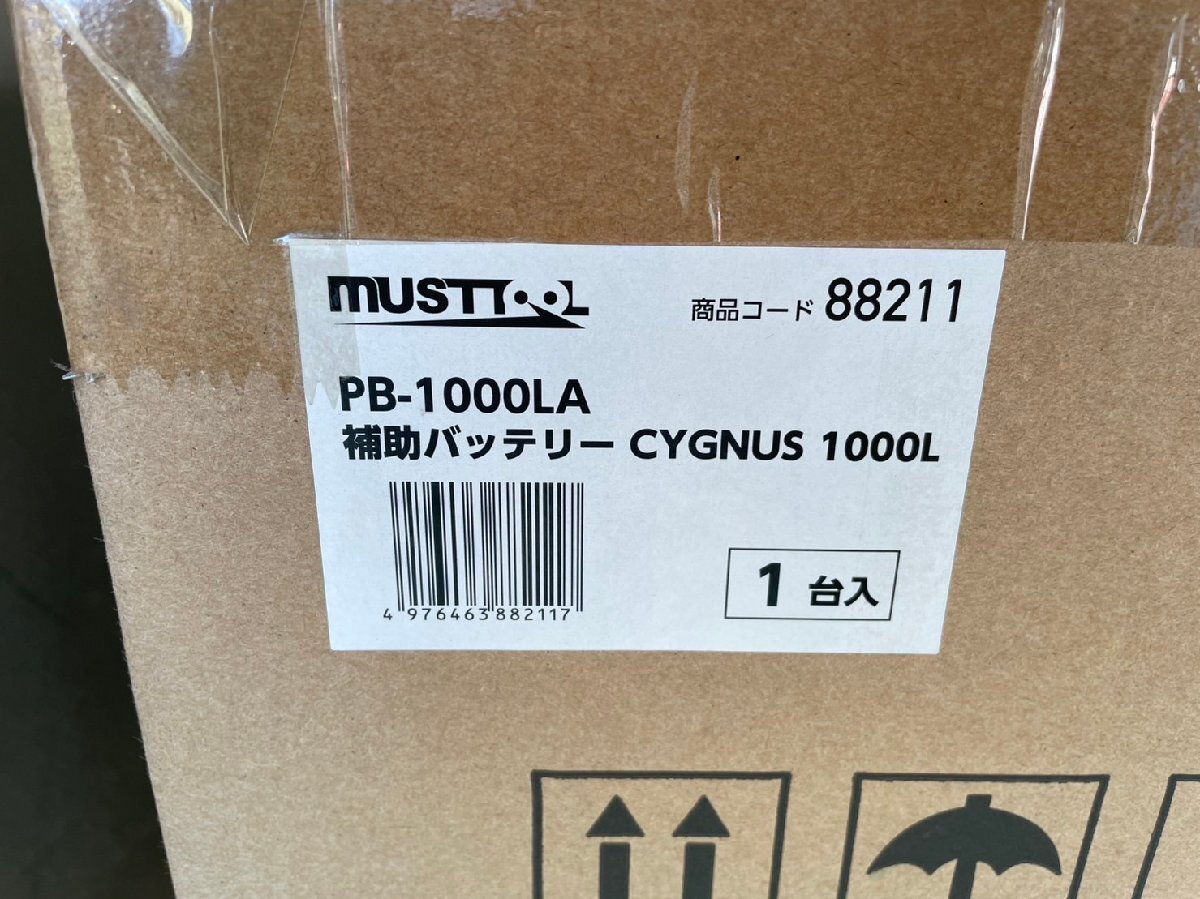 MUSTTOOL
商品コード 88211
PB-1000LA
補助バッテリー CYGNUS 1000L
4 976463 882117
1 台入